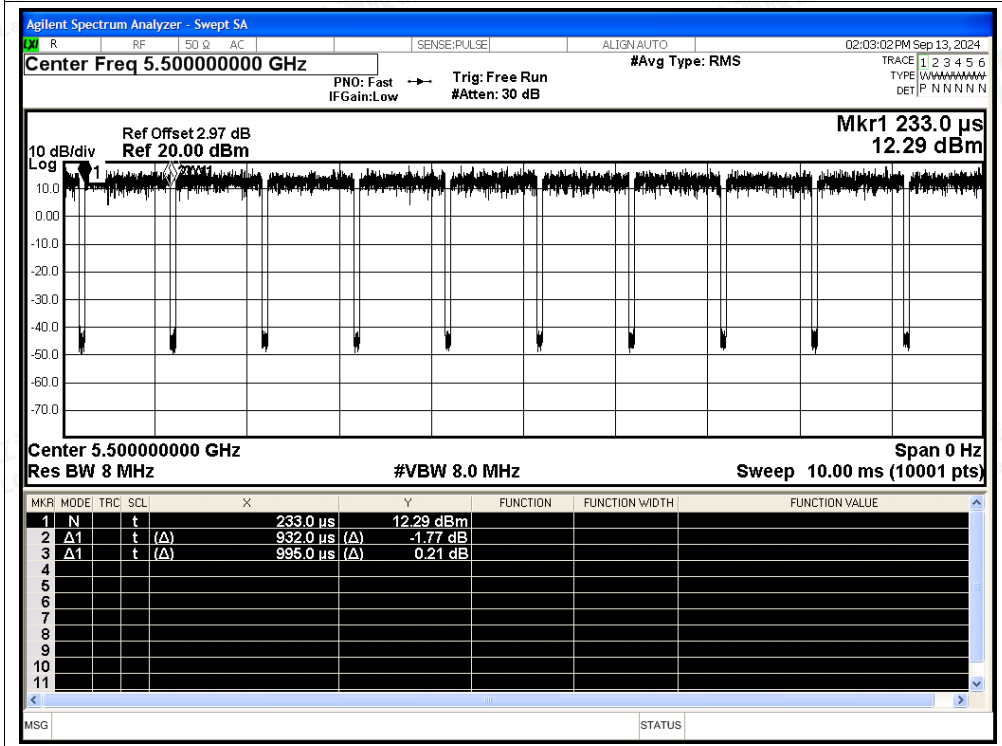 Agilent Spectrum Analyzer - Swept SA
LXI R RF 50 Ω AC SENSE:PULSE ALIGN AUTO 02:03:02 PM Sep 13, 2024
Center Freq 5.500000000 GHz #Avg Type: RMS TRACE 1 2 3 4 5 6
PNO: Fast Trig: Free Run TYPE WWWWWW
IFGain:Low #Atten: 30 dB DET P N N N N N
Mkr1 233.0 µs
12.29 dBm
Ref Offset 2.97 dB
10 dB/div Ref 20.00 dBm
Log
1
10.0
0.00
-10.0
-20.0
-30.0
-40.0
-50.0
-60.0
-70.0
Center 5.500000000 GHz Span 0 Hz
Res BW 8 MHz #VBW 8.0 MHz Sweep 10.00 ms (10001 pts)
MKR MODE TRC SCL X Y FUNCTION FUNCTION WIDTH FUNCTION VALUE
1 N t 233.0 µs 12.29 dBm
2 Δ1 t (Δ) 932.0 µs (Δ) -1.77 dB
3 Δ1 t (Δ) 995.0 µs (Δ) 0.21 dB
4
5
6
7
8
9
10
11
MSG STATUS